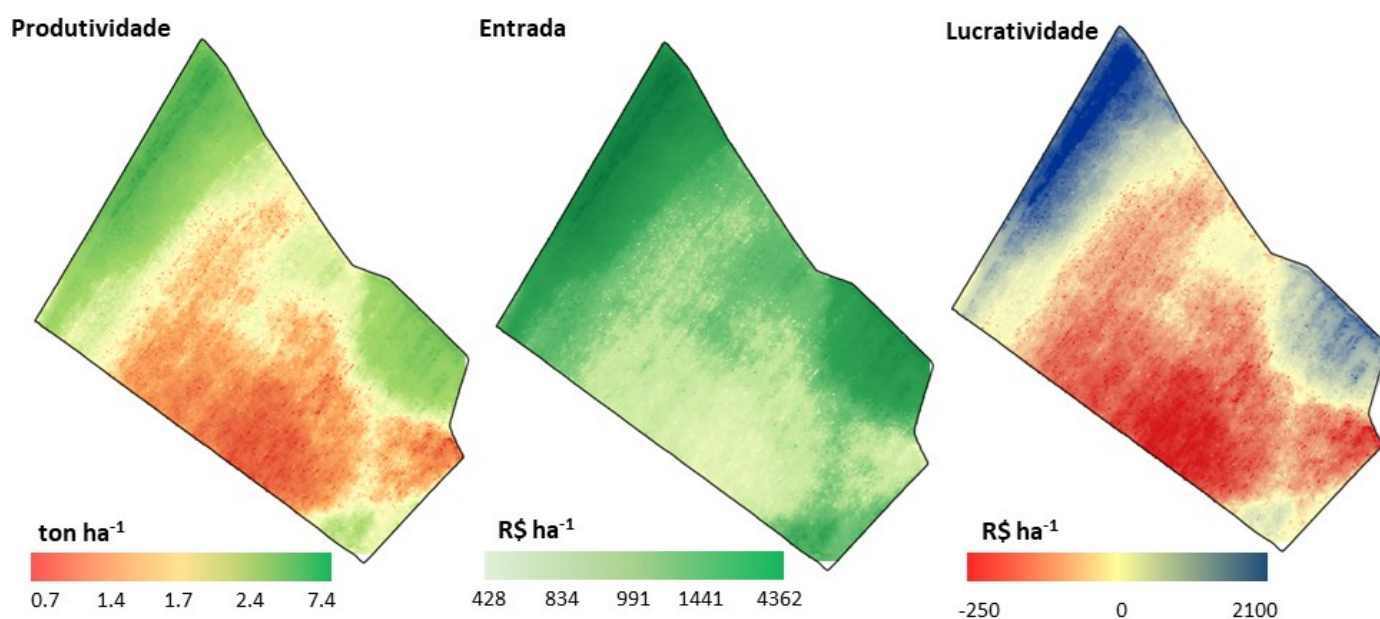 Produtividade
Entrada
Lucratividade
ton ha⁻¹
0.7 1.4 1.7 2.4 7.4
R$ ha⁻¹
428 834 991 1441 4362
R$ ha⁻¹
-250 0 2100